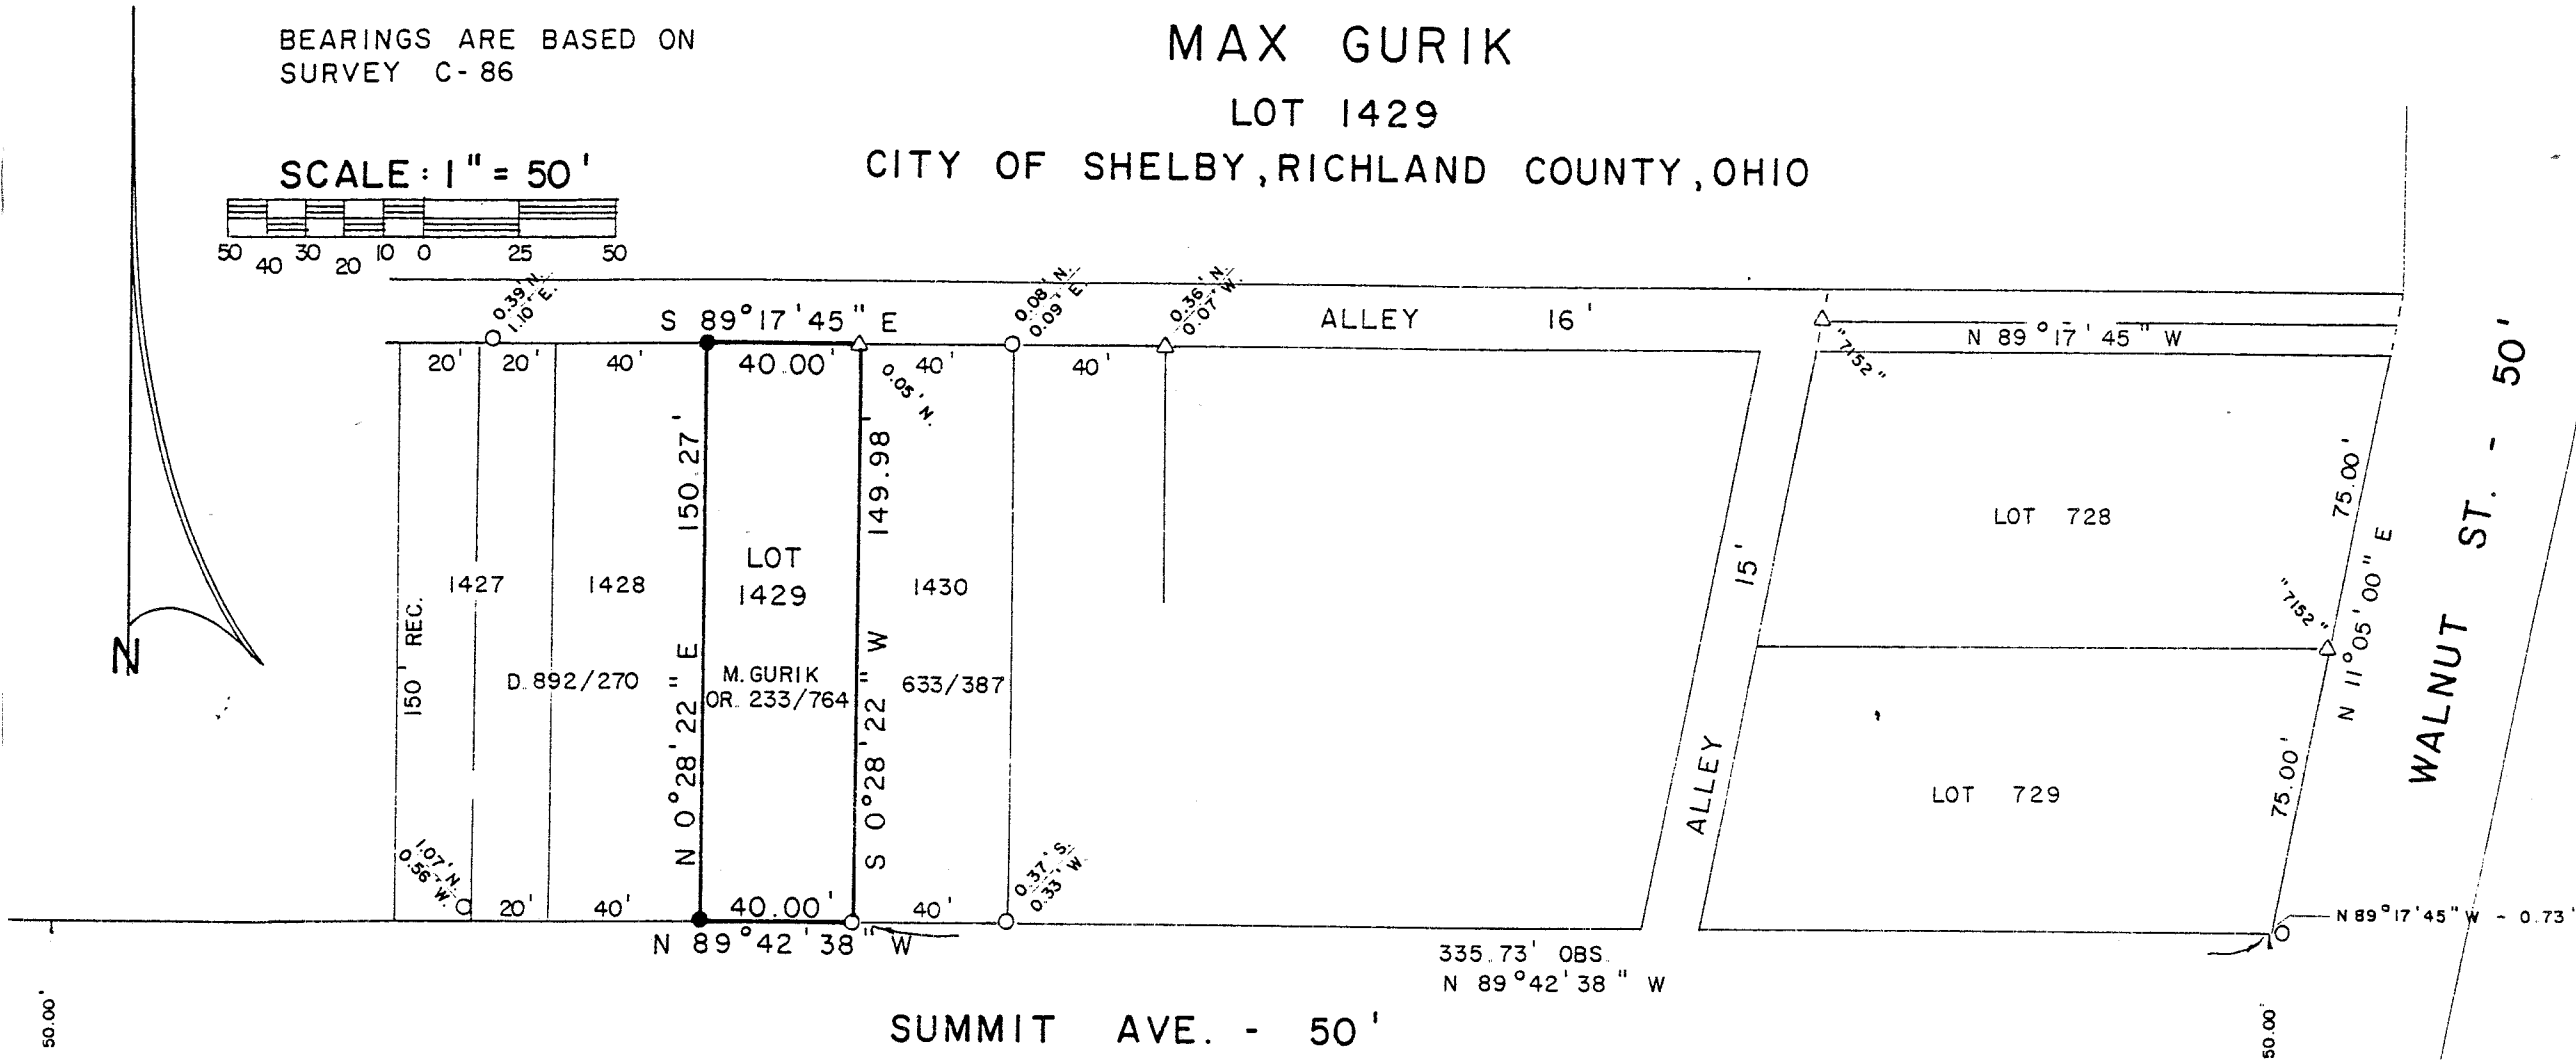 BEARINGS ARE BASED ON
SURVEY C-86
MAX GURIK
LOT 1429
CITY OF SHELBY, RICHLAND COUNTY, OHIO
SCALE: 1" = 50'
50 40 30 20 10 0 25 50
N
0.39' N.
1.10' E.
S 89°17'45" E
0.08' N.
0.09' E.
0.36' N.
0.07' W.
ALLEY 16'
N 89°17'45" W
"7152"
20' 20' 40' 40.00' 40' 40'
0.05' N.
150.27'
149.98'
75.00'
WALNUT ST. - 50'
LOT 728
LOT
1429
1427 1428 1430
15'
150' REC.
N 11°05'00" E
"7152"
D. 892/270
M. GURIK
OR. 233/764
633/387
N 0°28'22" E
S 0°28'22" W
ALLEY
LOT 729
75.00'
1.07' N.
0.56' W.
0.37' S.
0.33' W.
20' 40' 40.00' 40'
N 89°17'45" W - 0.73'
N 89°42'38" W
335.73' OBS.
N 89°42'38" W
50.00'
SUMMIT AVE. - 50'
50.00'